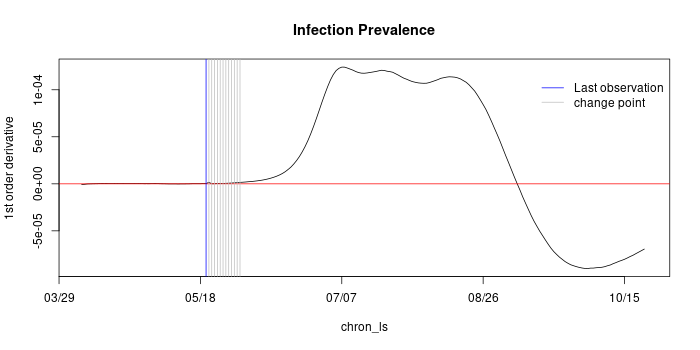 Infection Prevalence
1st order derivative
1e-04
5e-05
0e+00
-5e-05
Last observation
change point
03/29 05/18 07/07 08/26 10/15
chron_ls